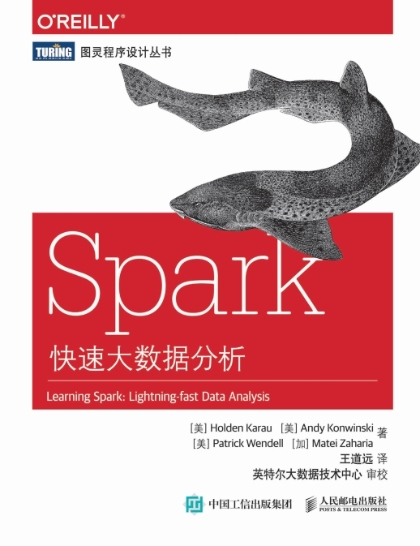 O'REILLY®
TURING 图灵程序设计丛书
Spark
快速大数据分析
Learning Spark: Lightning-fast Data Analysis
[美] Holden Karau [美] Andy Konwinski
[美] Patrick Wendell [加] Matei Zaharia 著
王道远 译
英特尔大数据技术中心 审校
中国工信出版集团 人民邮电出版社
POSTS & TELECOM PRESS